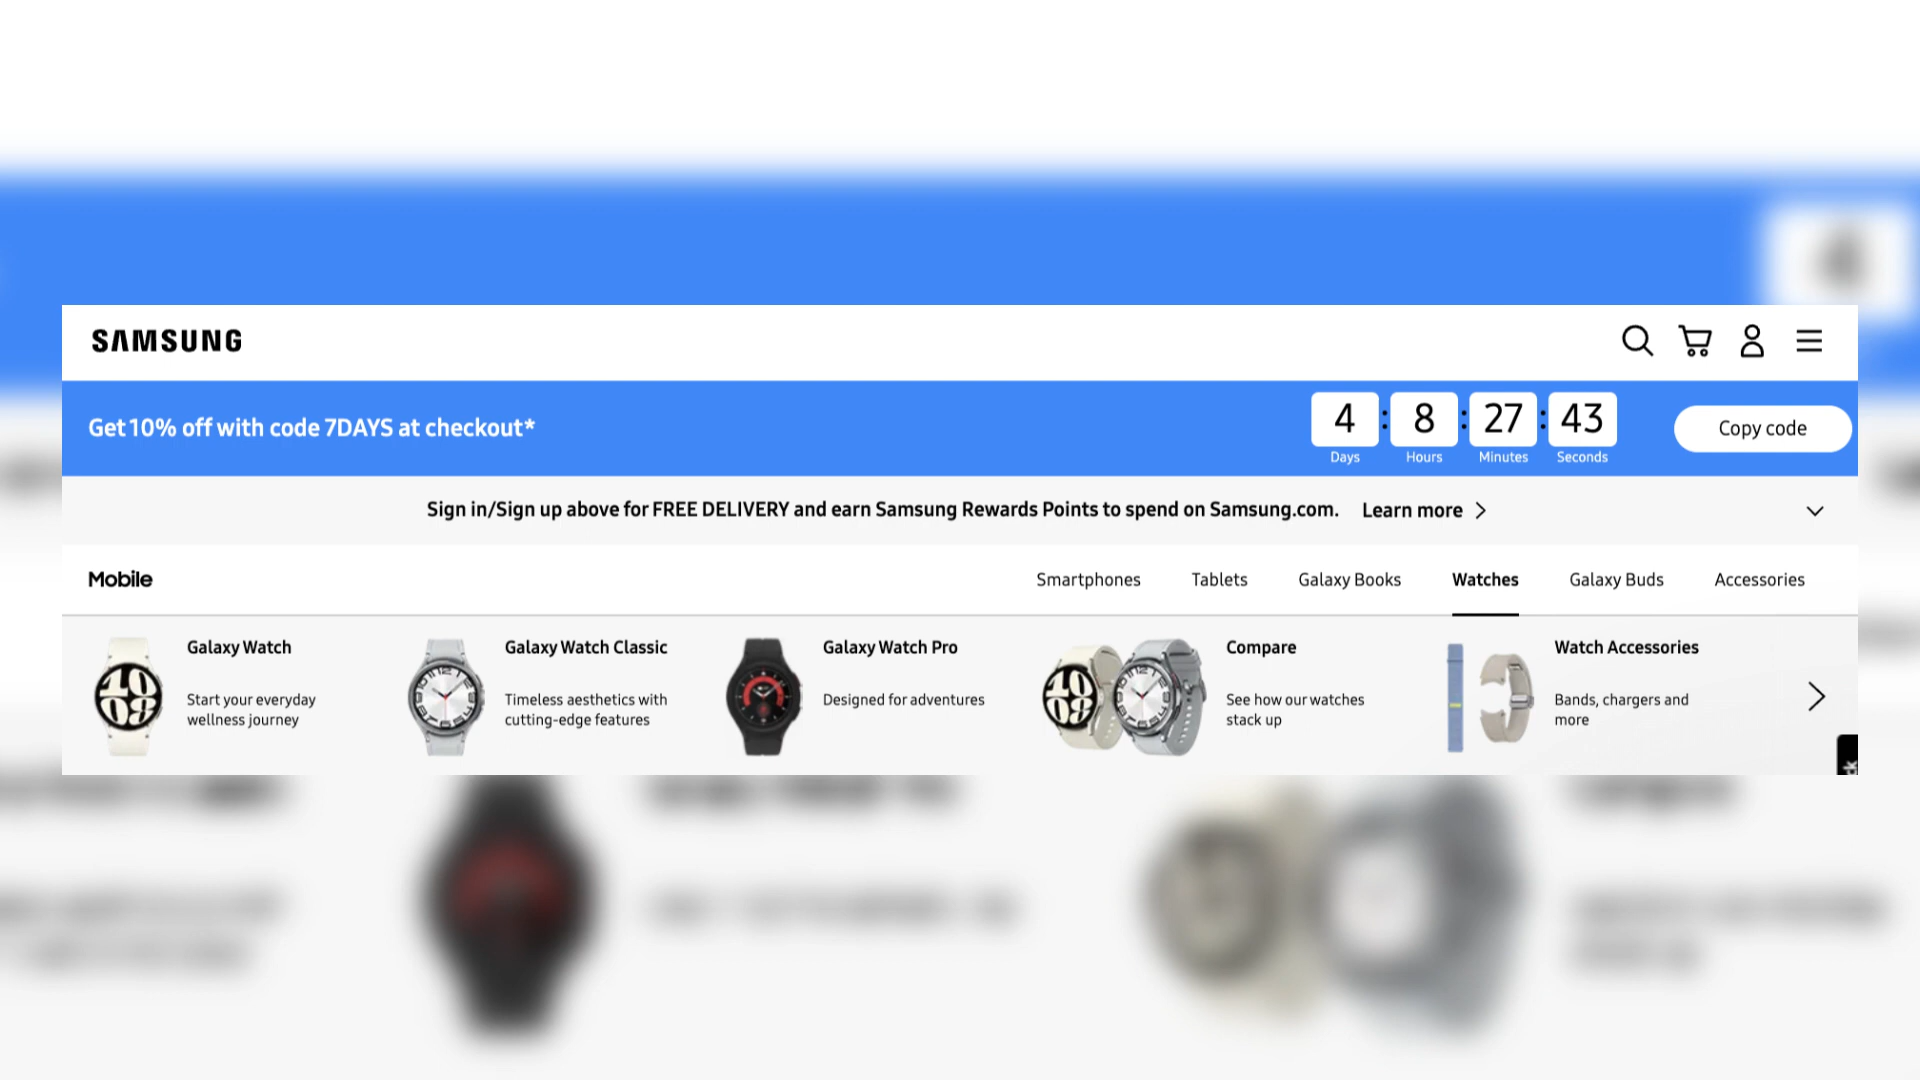 SAMSUNG
Get 10% off with code 7DAYS at checkout*
4 : 8 : 27 : 43
Days Hours Minutes Seconds
Copy code
Sign in/Sign up above for FREE DELIVERY and earn Samsung Rewards Points to spend on Samsung.com. Learn more
Mobile
Smartphones Tablets Galaxy Books Watches Galaxy Buds Accessories
Galaxy Watch
Start your everyday
wellness journey
Galaxy Watch Classic
Timeless aesthetics with
cutting-edge features
Galaxy Watch Pro
Designed for adventures
Compare
See how our watches
stack up
Watch Accessories
Bands, chargers and
more
10
09
10
09